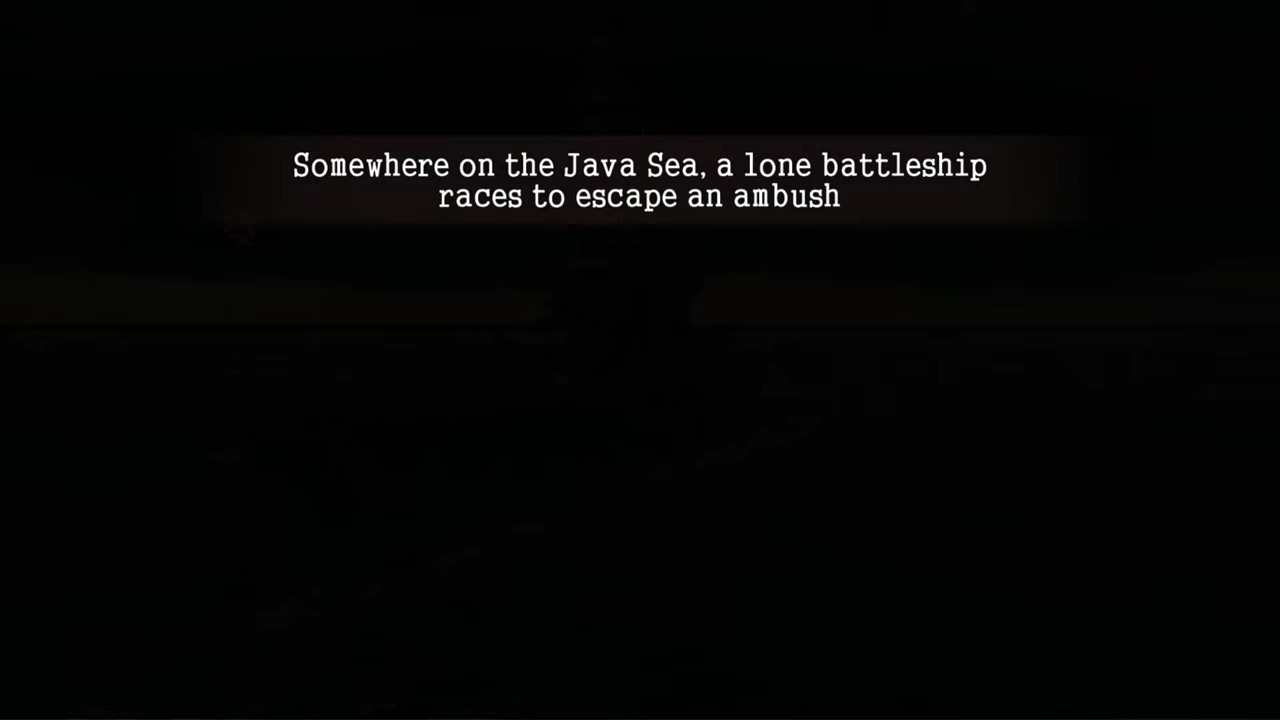 Somewhere on the Java Sea, a lone battleship
races to escape an ambush